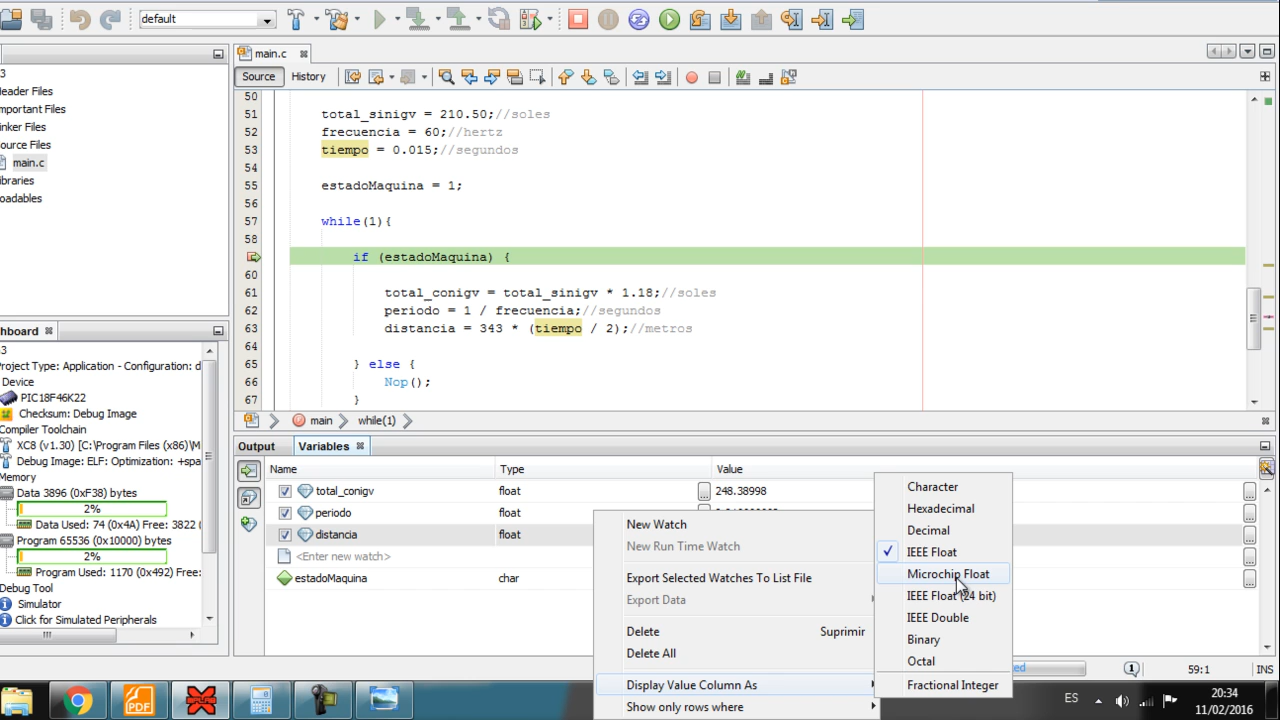 default
main.c
Source History
3
eader Files
mportant Files
inker Files
ource Files
main.c
ibraries
oadables
50
51 total_sinigv = 210.50;//soles
52 frecuencia = 60;//hertz
53 tiempo = 0.015;//segundos
54
55 estadoMaquina = 1;
56
57 while(1){
58
if (estadoMaquina) {
60
61 total_conigv = total_sinigv * 1.18;//soles
62 periodo = 1 / frecuencia;//segundos
63 distancia = 343 * (tiempo / 2);//metros
64
65 } else {
66 Nop();
67 }
main while(1)
hboard
3
roject Type: Application - Configuration: d
Device
PIC18F46K22
Checksum: Debug Image
ompiler Toolchain
XC8 (v1.30) [C:\Program Files (x86)\M
Debug Image: ELF: Optimization: +spa
Memory
Data 3896 (0xF38) bytes
2%
Data Used: 74 (0x4A) Free: 3822
Program 65536 (0x10000) bytes
2%
Program Used: 1170 (0x492) Free:
Debug Tool
Simulator
Click for Simulated Peripherals
Output Variables
Name Type Value
total_conigv float ... 248.38998
periodo float
distancia float
<Enter new watch>
estadoMaquina char
New Watch
New Run Time Watch
Export Selected Watches To List File
Export Data
Delete Suprimir
Delete All
Display Value Column As
Show only rows where
Character
Hexadecimal
Decimal
IEEE Float
Microchip Float
IEEE Float (24 bit)
IEEE Double
Binary
Octal
Fractional Integer
59:1 INS
PDF
ES
20:34
11/02/2016